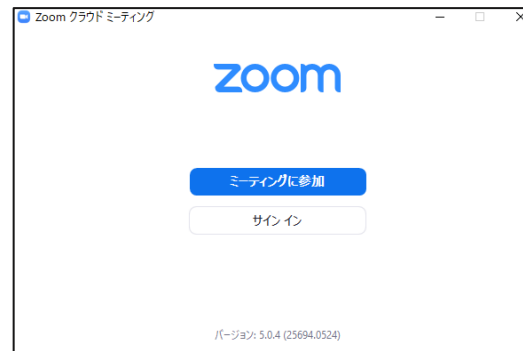 Zoom クラウド ミーティング
zoom
ミーティングに参加
サイン イン
バージョン: 5.0.4 (25694.0524)